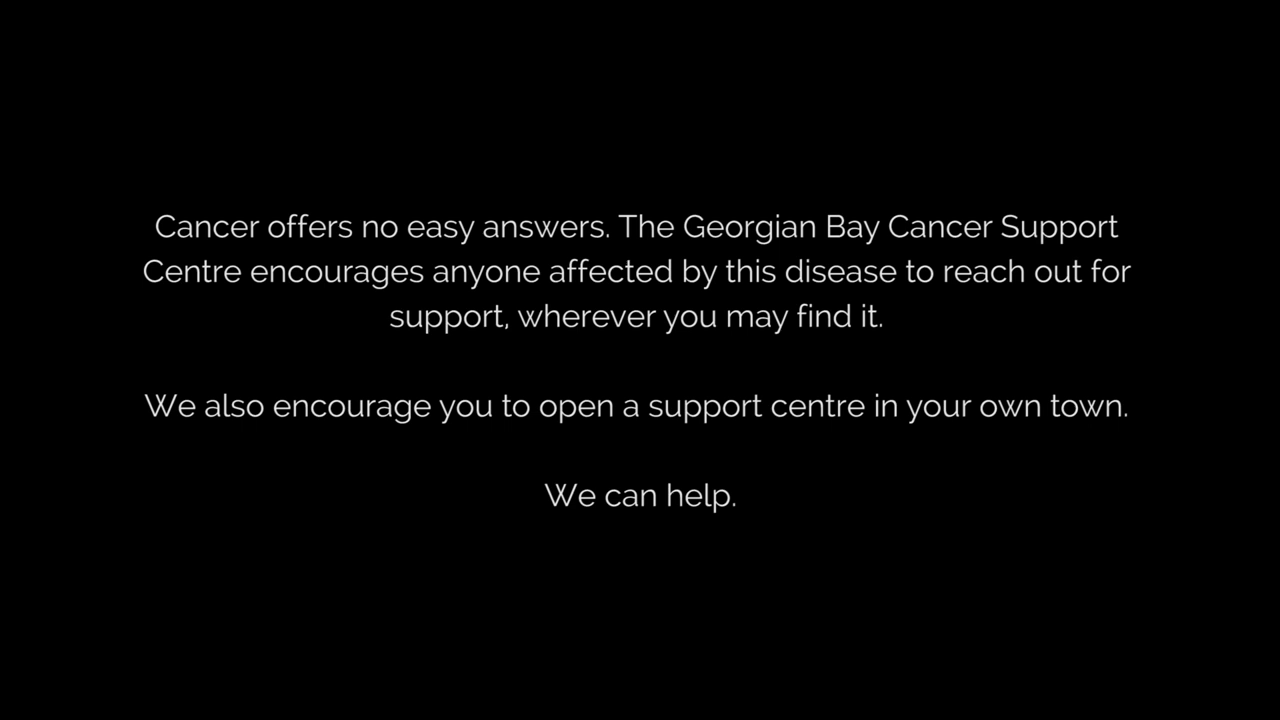 Cancer offers no easy answers. The Georgian Bay Cancer Support
Centre encourages anyone affected by this disease to reach out for
support, wherever you may find it.
We also encourage you to open a support centre in your own town.
We can help.